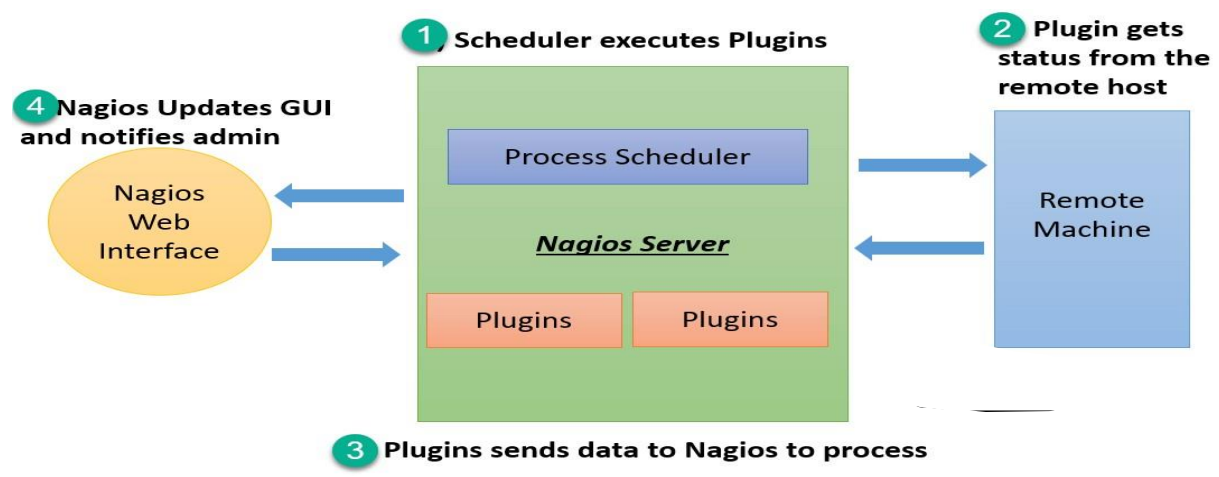 1 Scheduler executes Plugins
2 Plugin gets
status from the
remote host
4 Nagios Updates GUI
and notifies admin
Process Scheduler
Nagios
Web
Interface
Nagios Server
Remote
Machine
Plugins
Plugins
3 Plugins sends data to Nagios to process